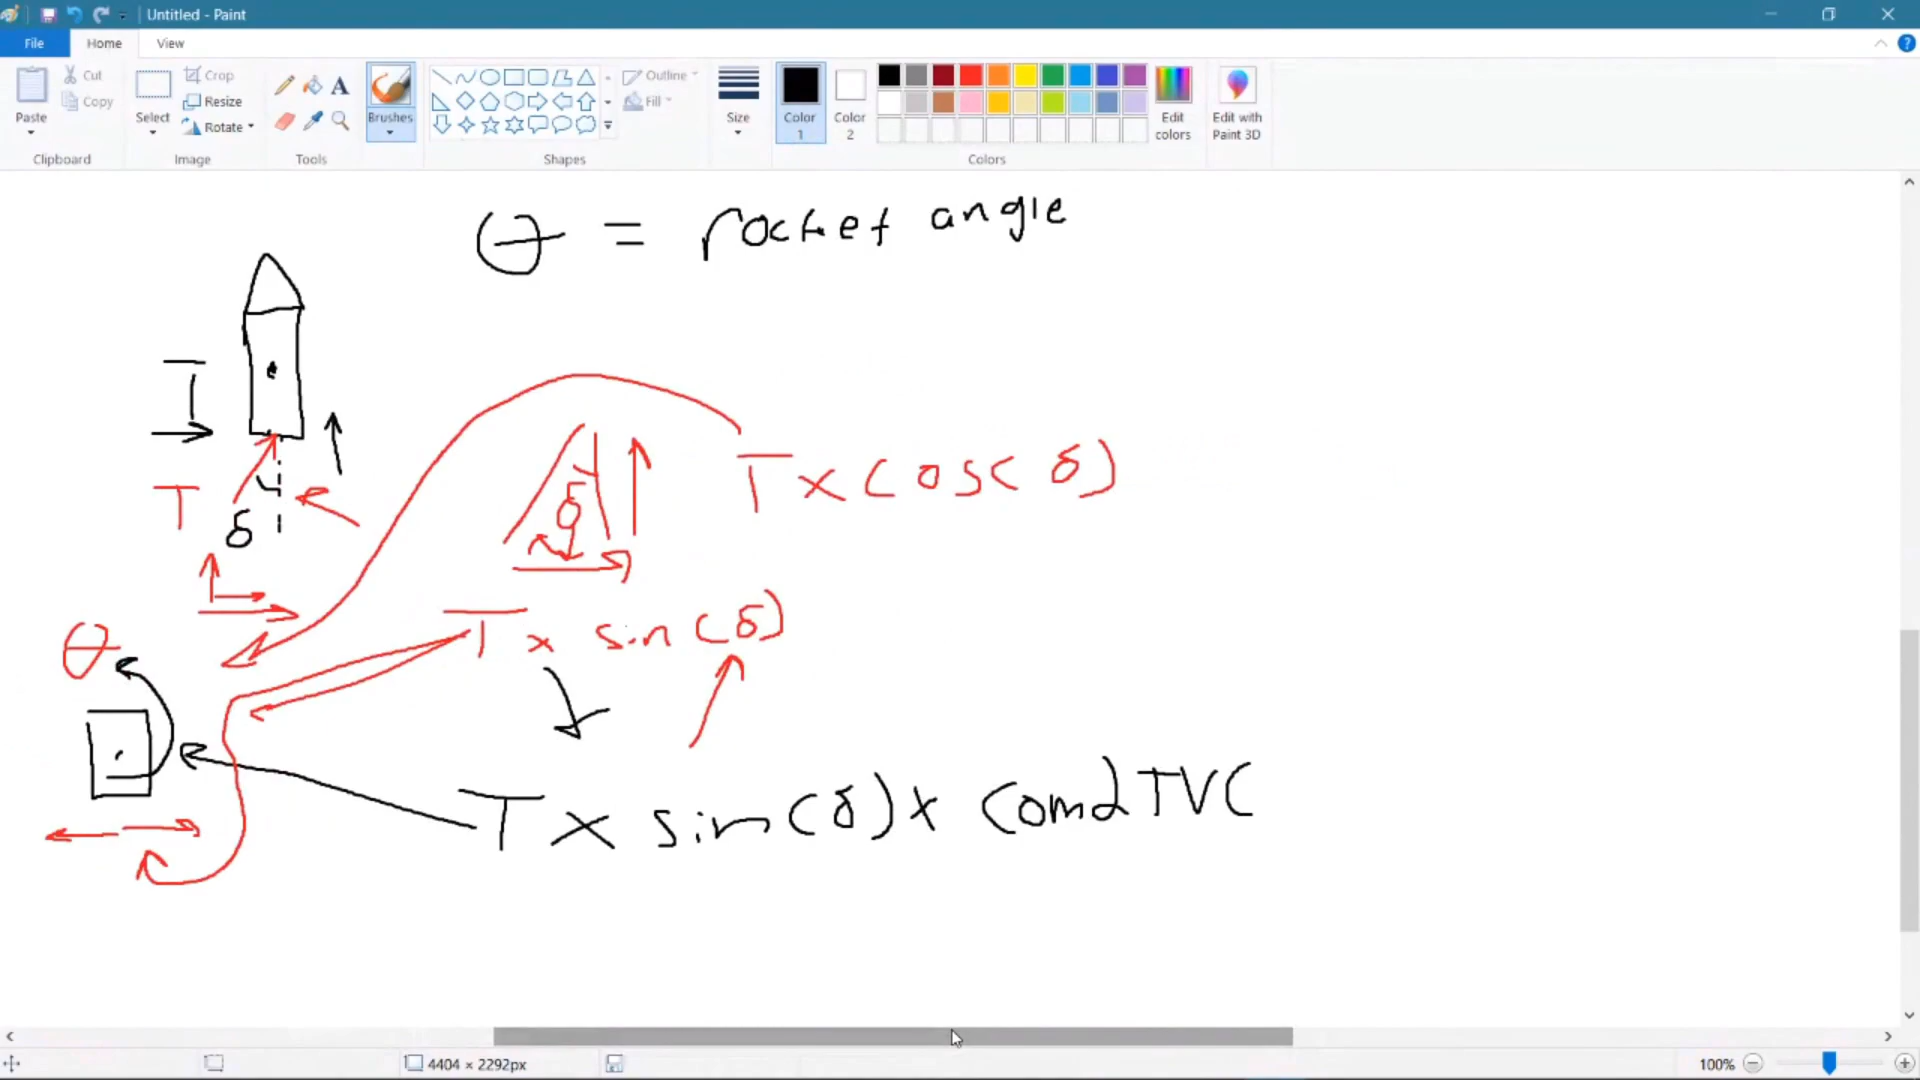 Untitled - Paint
File Home View
Cut
Copy
Paste
Crop
Resize
Rotate
Select
Brushes
Outline
Fill
Size
Color 1
Color 2
Edit colors
Edit with Paint 3D
Clipboard
Image
Tools
Shapes
Colors
θ = rocket angle
T
T
δ
δ
T x cos(δ)
T x sin(δ)
θ
T x sin(δ) x Com2TVC
4404 × 2292px
100%